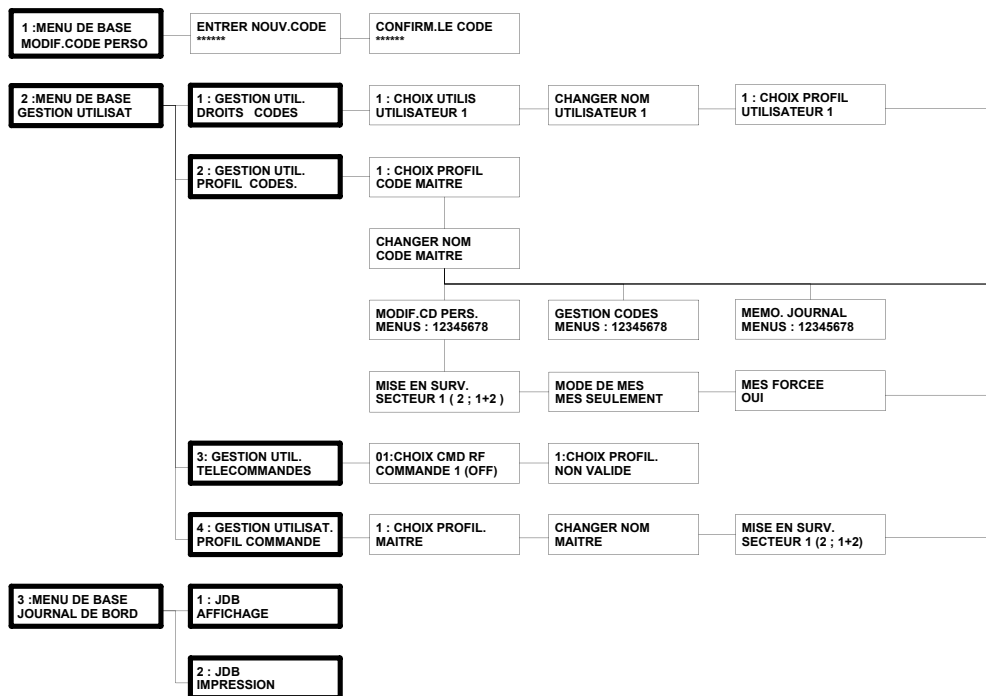 1 :MENU DE BASE
MODIF.CODE PERSO
ENTRER NOUV.CODE
******
CONFIRM.LE CODE
******
2 :MENU DE BASE
GESTION UTILISAT
1 : GESTION UTIL.
DROITS CODES
1 : CHOIX UTILIS
UTILISATEUR 1
CHANGER NOM
UTILISATEUR 1
1 : CHOIX PROFIL
UTILISATEUR 1
2 : GESTION UTIL.
PROFIL CODES.
1 : CHOIX PROFIL
CODE MAITRE
CHANGER NOM
CODE MAITRE
MODIF.CD PERS.
MENUS : 12345678
GESTION CODES
MENUS : 12345678
MEMO. JOURNAL
MENUS : 12345678
MISE EN SURV.
SECTEUR 1 ( 2 ; 1+2 )
MODE DE MES
MES SEULEMENT
MES FORCEE
OUI
3: GESTION UTIL.
TELECOMMANDES
01:CHOIX CMD RF
COMMANDE 1 (OFF)
1:CHOIX PROFIL.
NON VALIDE
4 : GESTION UTILISAT.
PROFIL COMMANDE
1 : CHOIX PROFIL.
MAITRE
CHANGER NOM
MAITRE
MISE EN SURV.
SECTEUR 1 (2 ; 1+2)
3 :MENU DE BASE
JOURNAL DE BORD
1 : JDB
AFFICHAGE
2 : JDB
IMPRESSION